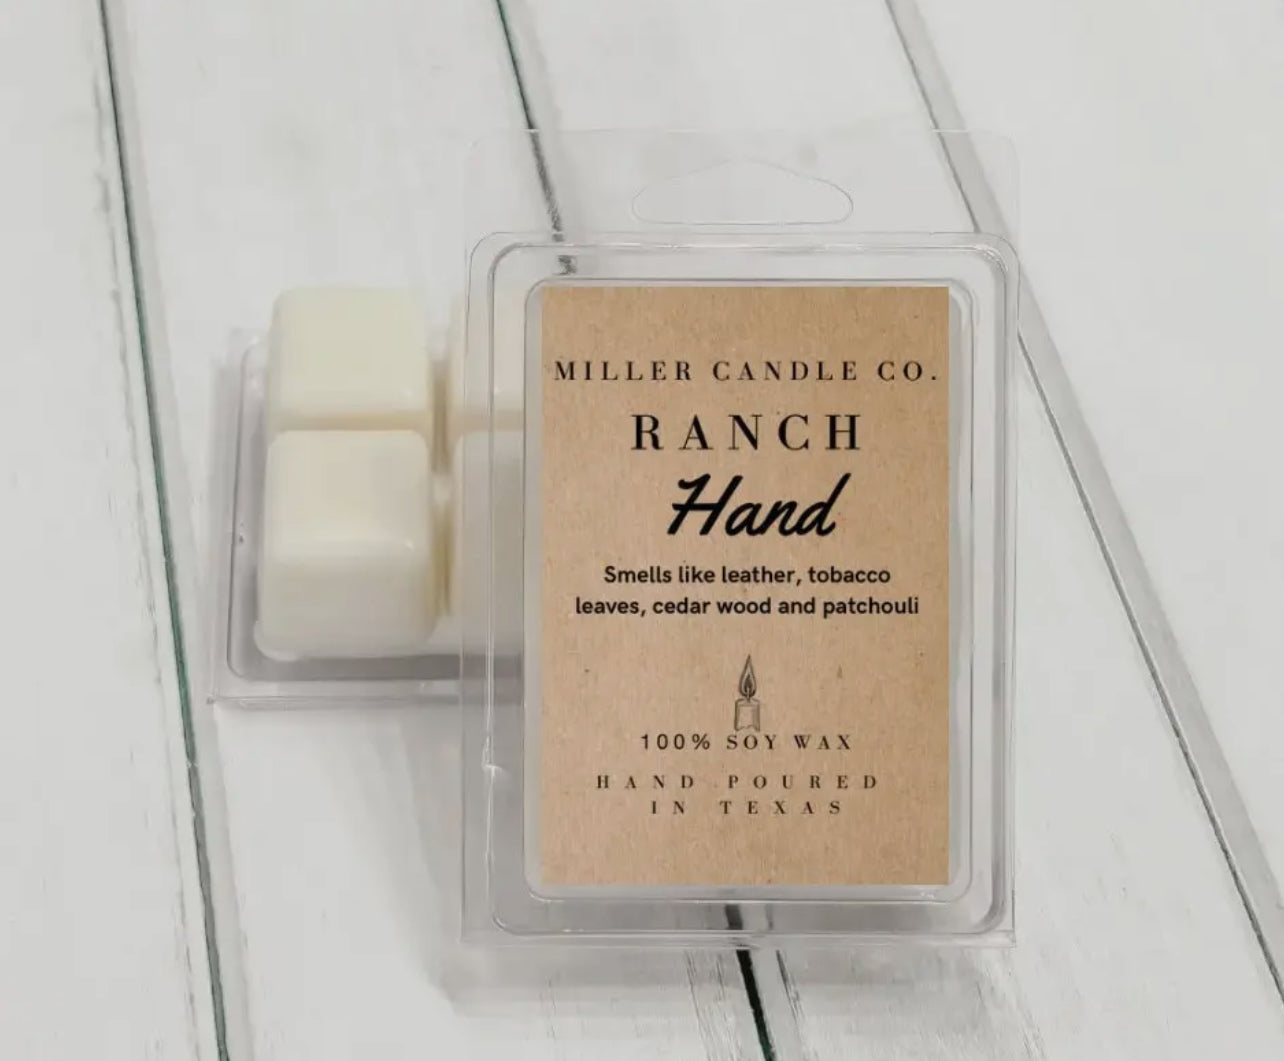 MILLER CANDLE CO.
RANCH
Hand
Smells like leather, tobacco
leaves, cedar wood and patchouli
100% SOY WAX
HAND POURED
IN TEXAS